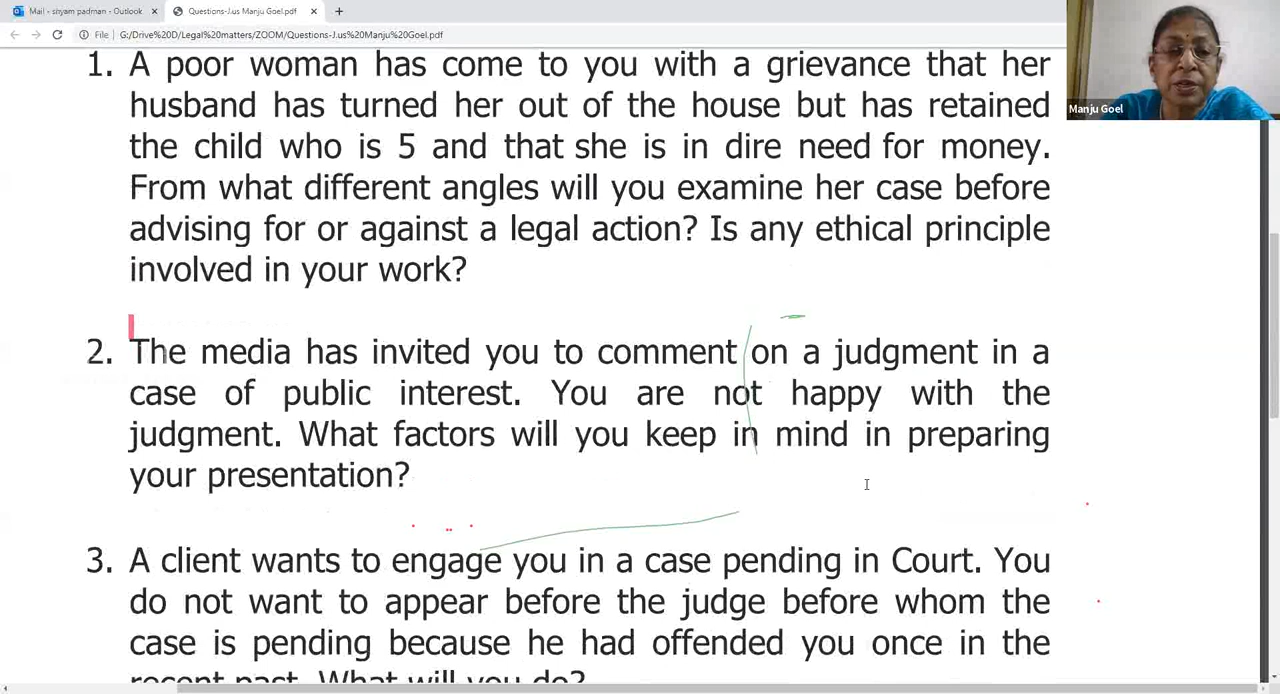 Mail - shyam padman - Outlook
Questions-J.us Manju Goel.pdf
File | G:/Drive%20D/Legal%20matters/ZOOM/Questions-J.us%20Manju%20Goel.pdf
Manju Goel
1. A poor woman has come to you with a grievance that her
husband has turned her out of the house but has retained
the child who is 5 and that she is in dire need for money.
From what different angles will you examine her case before
advising for or against a legal action? Is any ethical principle
involved in your work?
2. The media has invited you to comment on a judgment in a
case of public interest. You are not happy with the
judgment. What factors will you keep in mind in preparing
your presentation?
3. A client wants to engage you in a case pending in Court. You
do not want to appear before the judge before whom the
case is pending because he had offended you once in the
recent past. What will you do?